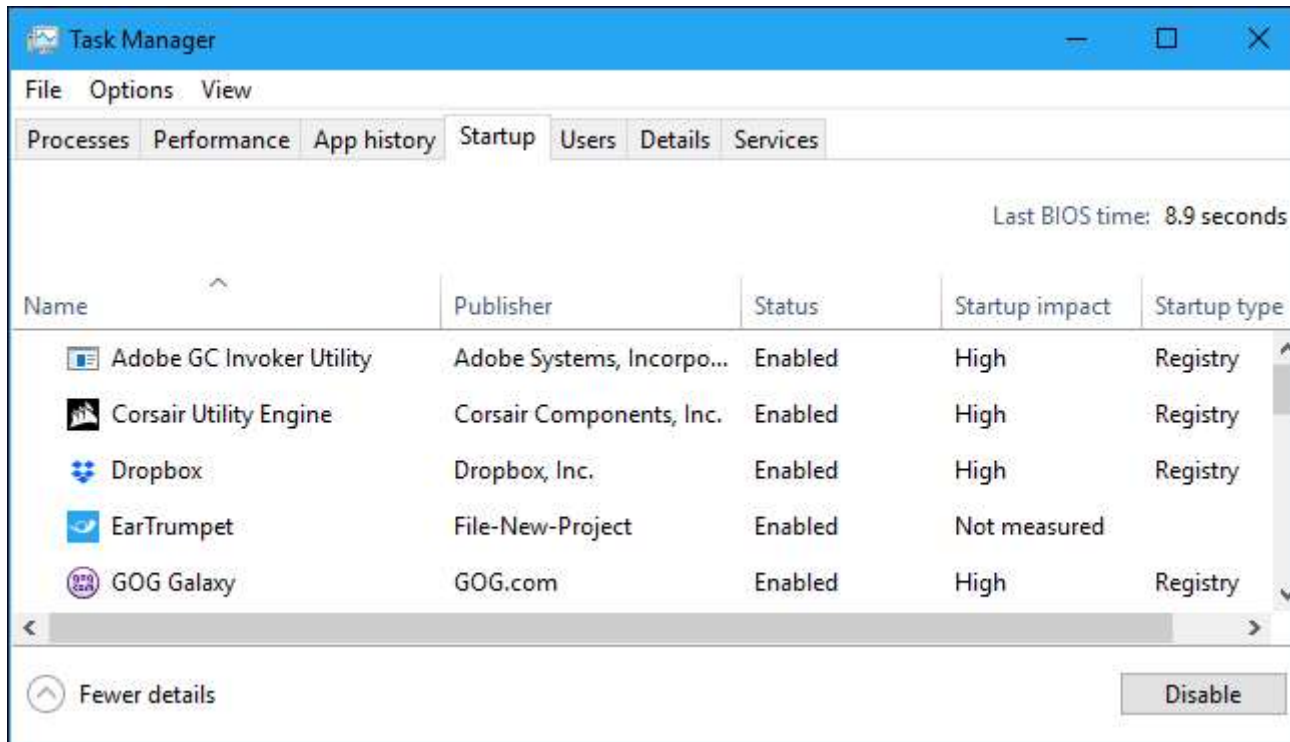 Task Manager
File Options View
Processes Performance App history Startup Users Details Services
Last BIOS time: 8.9 seconds
Name Publisher Status Startup impact Startup type
Adobe GC Invoker Utility Adobe Systems, Incorpo... Enabled High Registry
Corsair Utility Engine Corsair Components, Inc. Enabled High Registry
Dropbox Dropbox, Inc. Enabled High Registry
EarTrumpet File-New-Project Enabled Not measured
GOG Galaxy GOG.com Enabled High Registry
Fewer details Disable